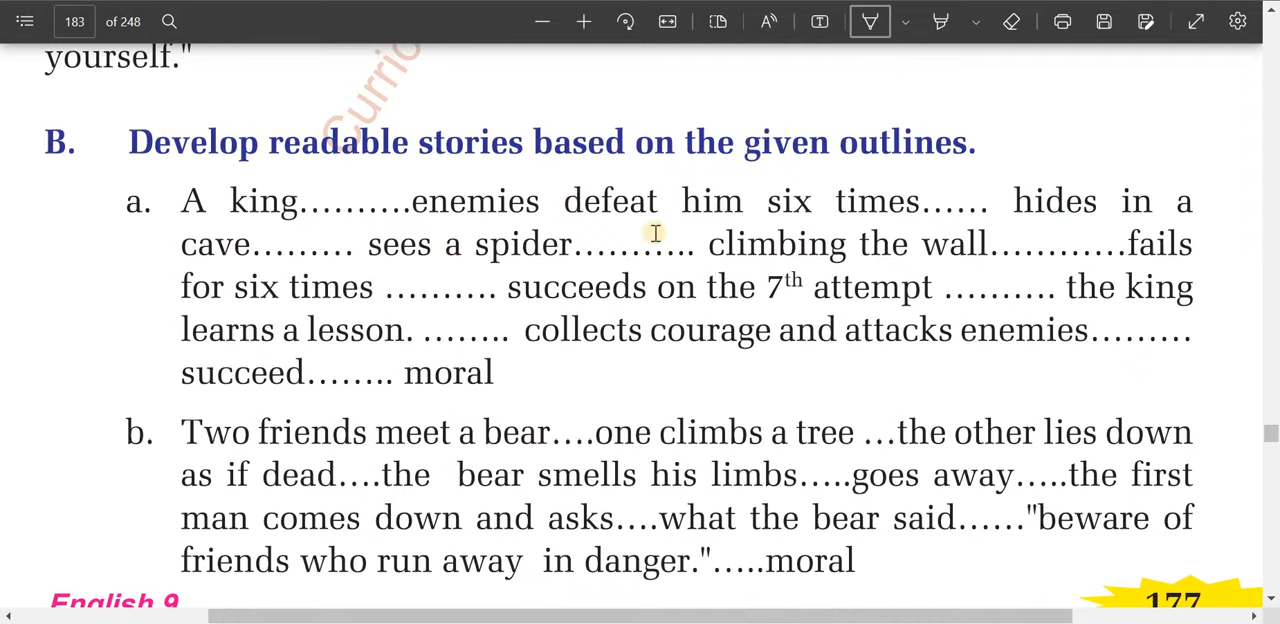 183 of 248
yourself."
Curric
B. Develop readable stories based on the given outlines.
a. A king..........enemies defeat him six times...... hides in a
cave......... sees a spider............ climbing the wall.............fails
for six times .......... succeeds on the 7th attempt .......... the king
learns a lesson. ........ collects courage and attacks enemies.........
succeed........ moral
b. Two friends meet a bear....one climbs a tree ...the other lies down
as if dead....the bear smells his limbs.....goes away.....the first
man comes down and asks....what the bear said......"beware of
friends who run away in danger.".....moral
English 9
177